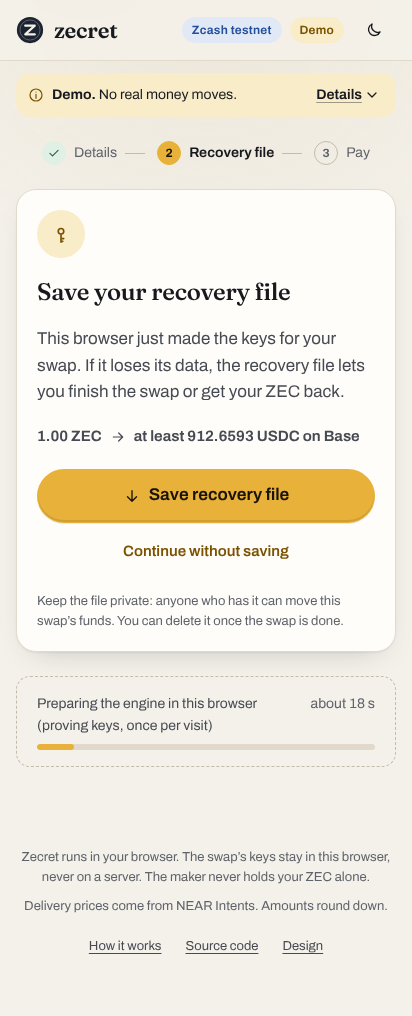 zecret
Zcash testnet
Demo
Demo. No real money moves.
Details
Details
2
Recovery file
3
Pay
Save your recovery file
This browser just made the keys for your
swap. If it loses its data, the recovery file lets
you finish the swap or get your ZEC back.
1.00 ZEC → at least 912.6593 USDC on Base
↓ Save recovery file
Continue without saving
Keep the file private: anyone who has it can move this
swap’s funds. You can delete it once the swap is done.
Preparing the engine in this browser
(proving keys, once per visit)
about 18 s
Zecret runs in your browser. The swap’s keys stay in this browser,
never on a server. The maker never holds your ZEC alone.
Delivery prices come from NEAR Intents. Amounts round down.
How it works
Source code
Design